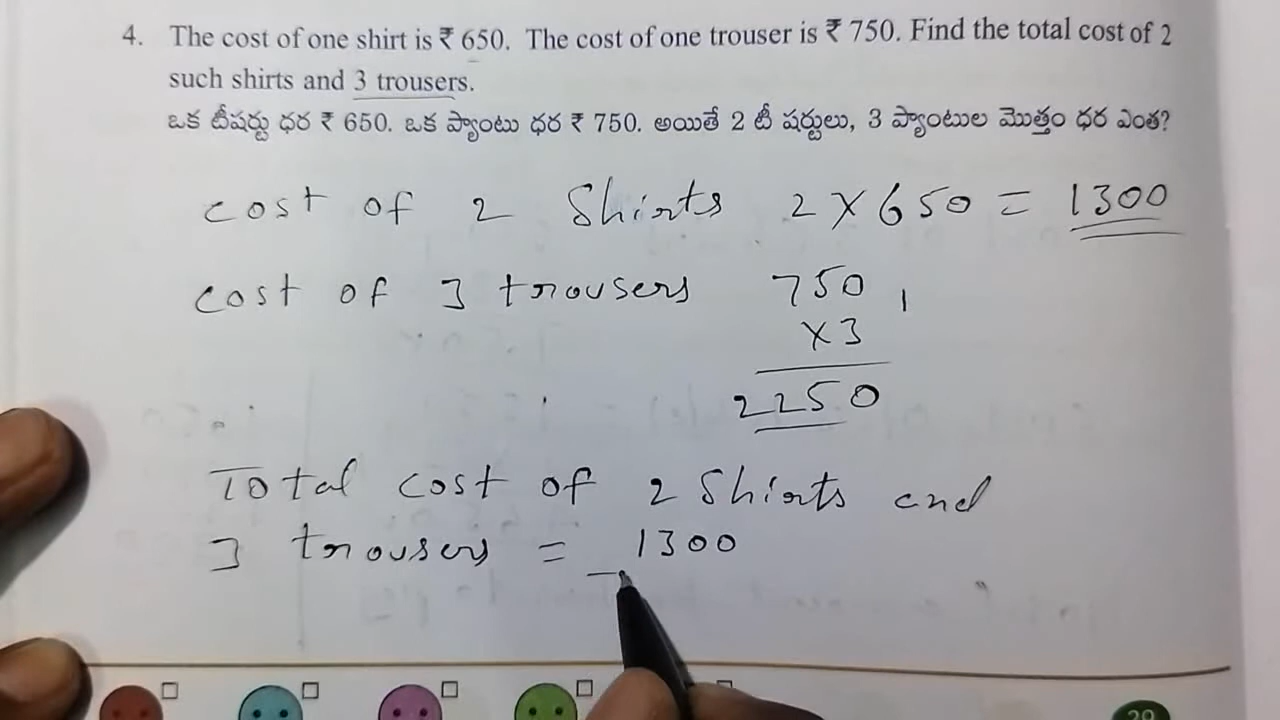 4. The cost of one shirt is ₹ 650. The cost of one trouser is ₹ 750. Find the total cost of 2
such shirts and 3 trousers.
ఒక టీషర్టు ధర ₹ 650. ఒక ప్యాంటు ధర ₹ 750. అయితే 2 టీ షర్టులు, 3 ప్యాంటుల మొత్తం ధర ఎంత?
cost of 2 Shirts 2 × 650 = 1300
cost of 3 trousers 750
×3
2250
Total cost of 2 Shirts and
3 trousers = 1300